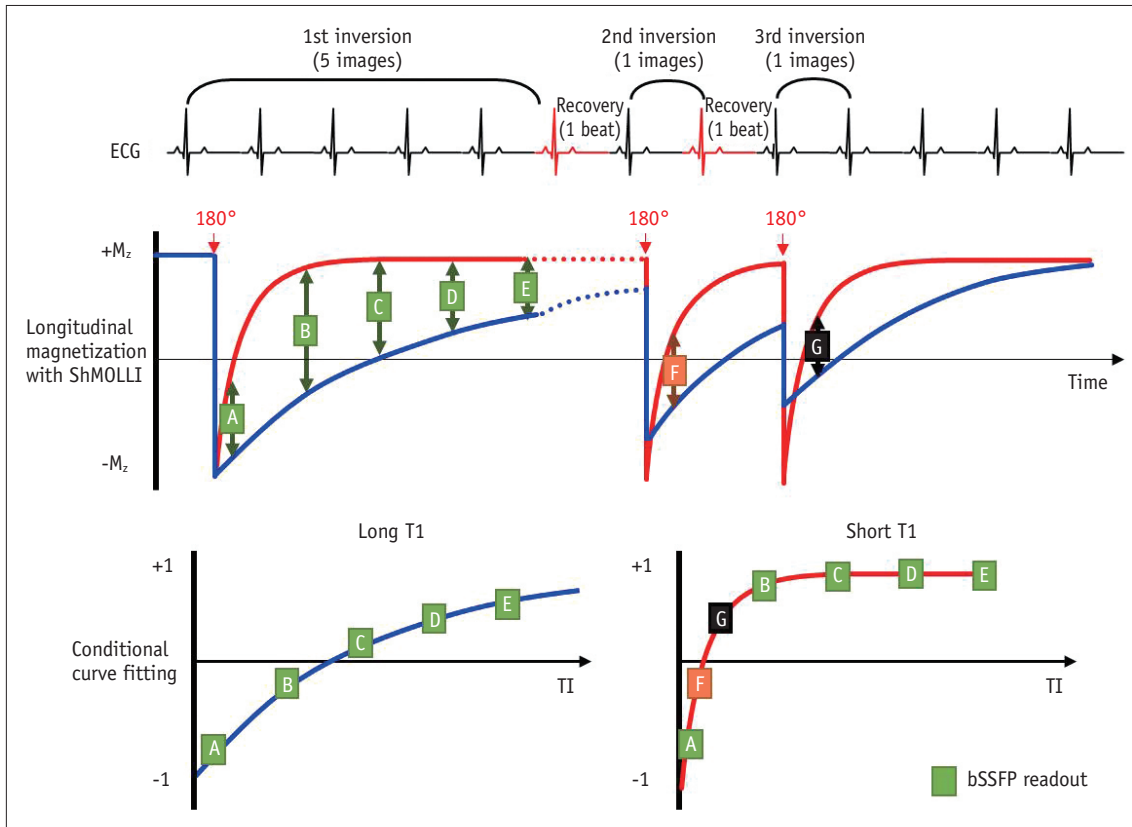 1st inversion
(5 images)
2nd inversion
(1 images)
3rd inversion
(1 images)
Recovery
(1 beat)
Recovery
(1 beat)
ECG
180°
180°
180°
+Mz
Longitudinal
magnetization
with ShMOLLI
-Mz
A
B
C
D
E
F
G
Time
Long T1
Short T1
+1
Conditional
curve fitting
-1
A
B
C
D
E
TI
+1
-1
A
F
G
B
C
D
E
TI
bSSFP readout